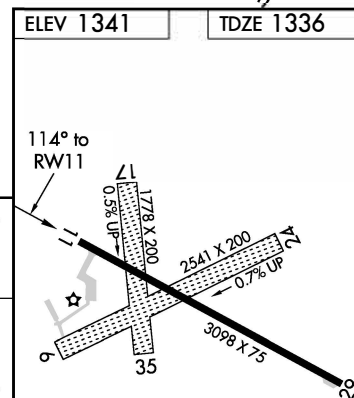 ELEV 1341
TDZE 1336
114° to
RW11
17
1778 X 200
0.5% UP
2541 X 200
24
0.7% UP
3098 X 75
6
35
29